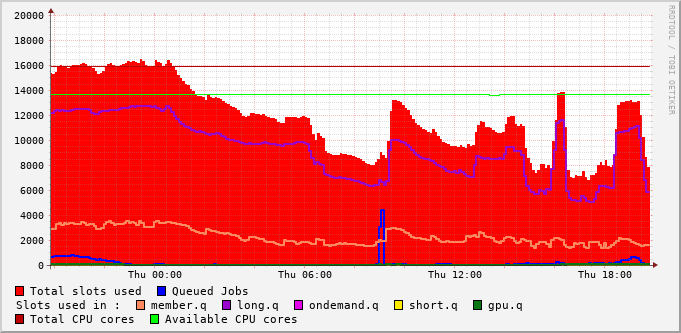 RRDTOOL / TOBI OETIKER
20000
18000
16000
14000
12000
10000
8000
6000
4000
2000
0
Thu 00:00 Thu 06:00 Thu 12:00 Thu 18:00
Total slots used Queued Jobs
Slots used in : member.q long.q ondemand.q short.q gpu.q
Total CPU cores Available CPU cores